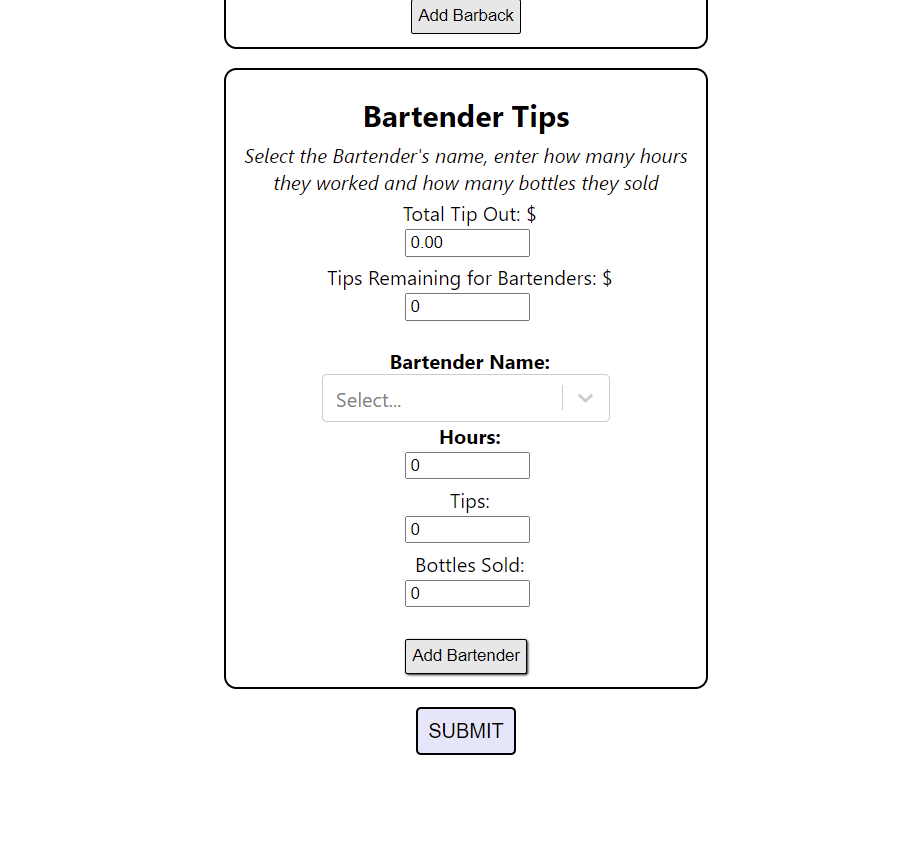 Add Barback
Bartender Tips
Select the Bartender's name, enter how many hours
they worked and how many bottles they sold
Total Tip Out: $
0.00
Tips Remaining for Bartenders: $
0
Bartender Name:
Select...
Hours:
0
Tips:
0
Bottles Sold:
0
Add Bartender
SUBMIT